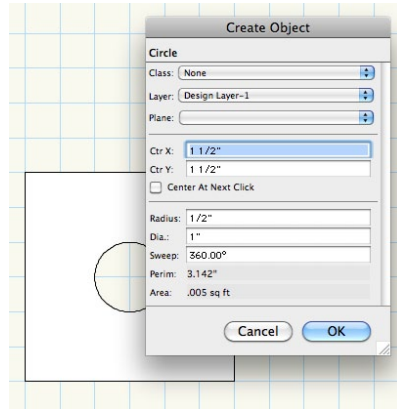 Create Object
Circle
Class: None
Layer: Design Layer-1
Plane:
Ctr X: 1 1/2"
Ctr Y: 1 1/2"
Center At Next Click
Radius: 1/2"
Dia.: 1"
Sweep: 360.00°
Perim: 3.142"
Area: .005 sq ft
Cancel OK